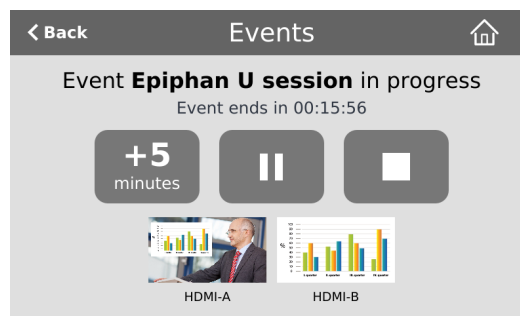 Back
Events
Event Epiphan U session in progress
Event ends in 00:15:56
+5
minutes
HDMI-A
HDMI-B